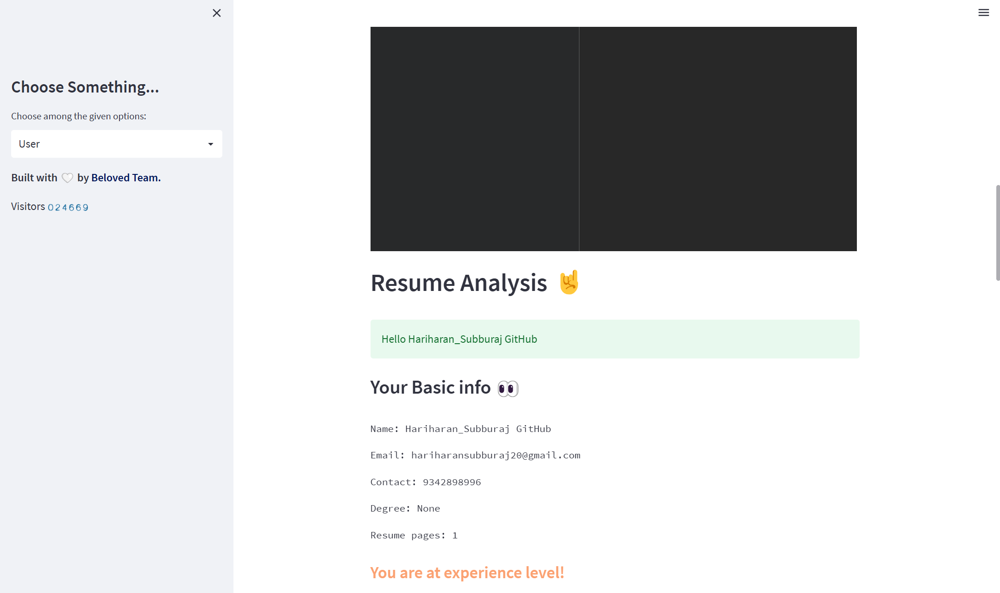 Choose Something...
Choose among the given options:
User
Built with 🤍 by Beloved Team.
Visitors 024669
Resume Analysis 🤘
Hello Hariharan_Subburaj GitHub
Your Basic info 👀
Name: Hariharan_Subburaj GitHub
Email: hariharansubburaj20@gmail.com
Contact: 9342898996
Degree: None
Resume pages: 1
You are at experience level!